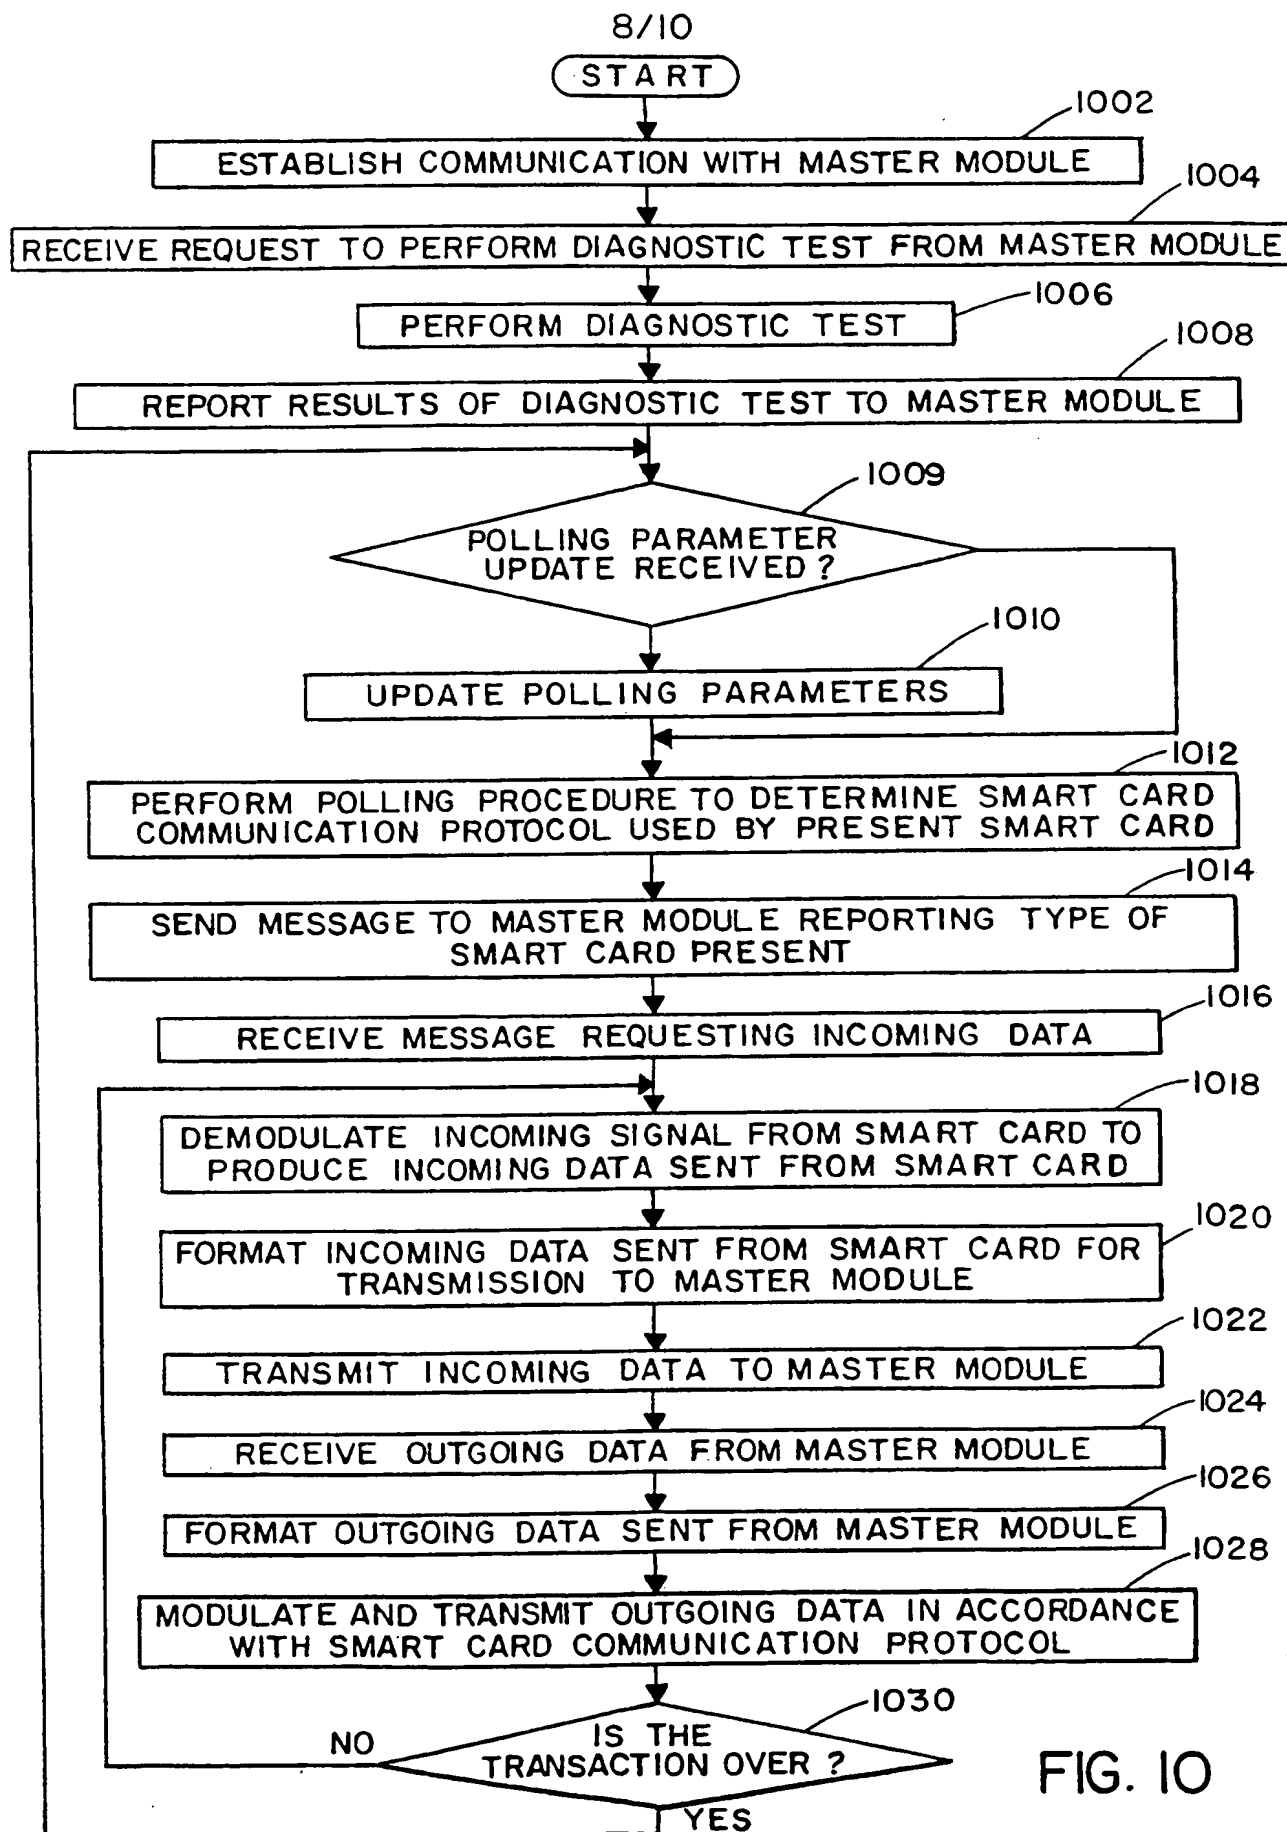 8/10
START
1002
ESTABLISH COMMUNICATION WITH MASTER MODULE
1004
RECEIVE REQUEST TO PERFORM DIAGNOSTIC TEST FROM MASTER MODULE
1006
PERFORM DIAGNOSTIC TEST
1008
REPORT RESULTS OF DIAGNOSTIC TEST TO MASTER MODULE
1009
POLLING PARAMETER
UPDATE RECEIVED?
1010
UPDATE POLLING PARAMETERS
1012
PERFORM POLLING PROCEDURE TO DETERMINE SMART CARD
COMMUNICATION PROTOCOL USED BY PRESENT SMART CARD
1014
SEND MESSAGE TO MASTER MODULE REPORTING TYPE OF
SMART CARD PRESENT
1016
RECEIVE MESSAGE REQUESTING INCOMING DATA
1018
DEMODULATE INCOMING SIGNAL FROM SMART CARD TO
PRODUCE INCOMING DATA SENT FROM SMART CARD
1020
FORMAT INCOMING DATA SENT FROM SMART CARD FOR
TRANSMISSION TO MASTER MODULE
1022
TRANSMIT INCOMING DATA TO MASTER MODULE
1024
RECEIVE OUTGOING DATA FROM MASTER MODULE
1026
FORMAT OUTGOING DATA SENT FROM MASTER MODULE
1028
MODULATE AND TRANSMIT OUTGOING DATA IN ACCORDANCE
WITH SMART CARD COMMUNICATION PROTOCOL
1030
NO
IS THE
TRANSACTION OVER ?
YES
FIG. 10